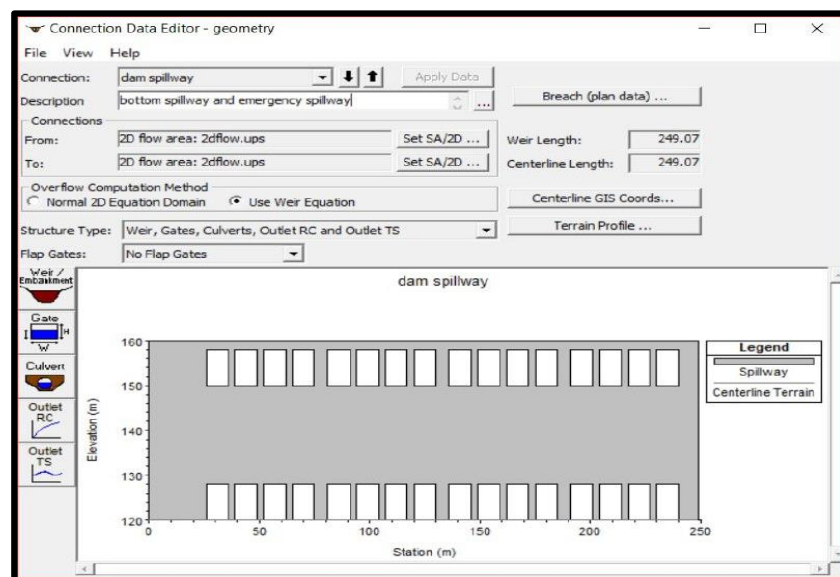 Connection Data Editor - geometry
File View Help
Connection: dam spillway Apply Data
Description bottom spillway and emergency spillway ... Breach (plan data) ...
Connections
From: 2D flow area: 2dflow.ups Set SA/2D ... Weir Length: 249.07
To: 2D flow area: 2dflow.ups Set SA/2D ... Centerline Length: 249.07
Overflow Computation Method
Normal 2D Equation Domain Use Weir Equation Centerline GIS Coords...
Structure Type: Weir, Gates, Culverts, Outlet RC and Outlet TS Terrain Profile ...
Flap Gates: No Flap Gates
Weir /
Embankment
dam spillway
Gate
I H
W
Culvert
Outlet
RC
Outlet
TS
Elevation (m)
160
150
140
130
120
0 50 100 150 200 250
Station (m)
Legend
Spillway
Centerline Terrain